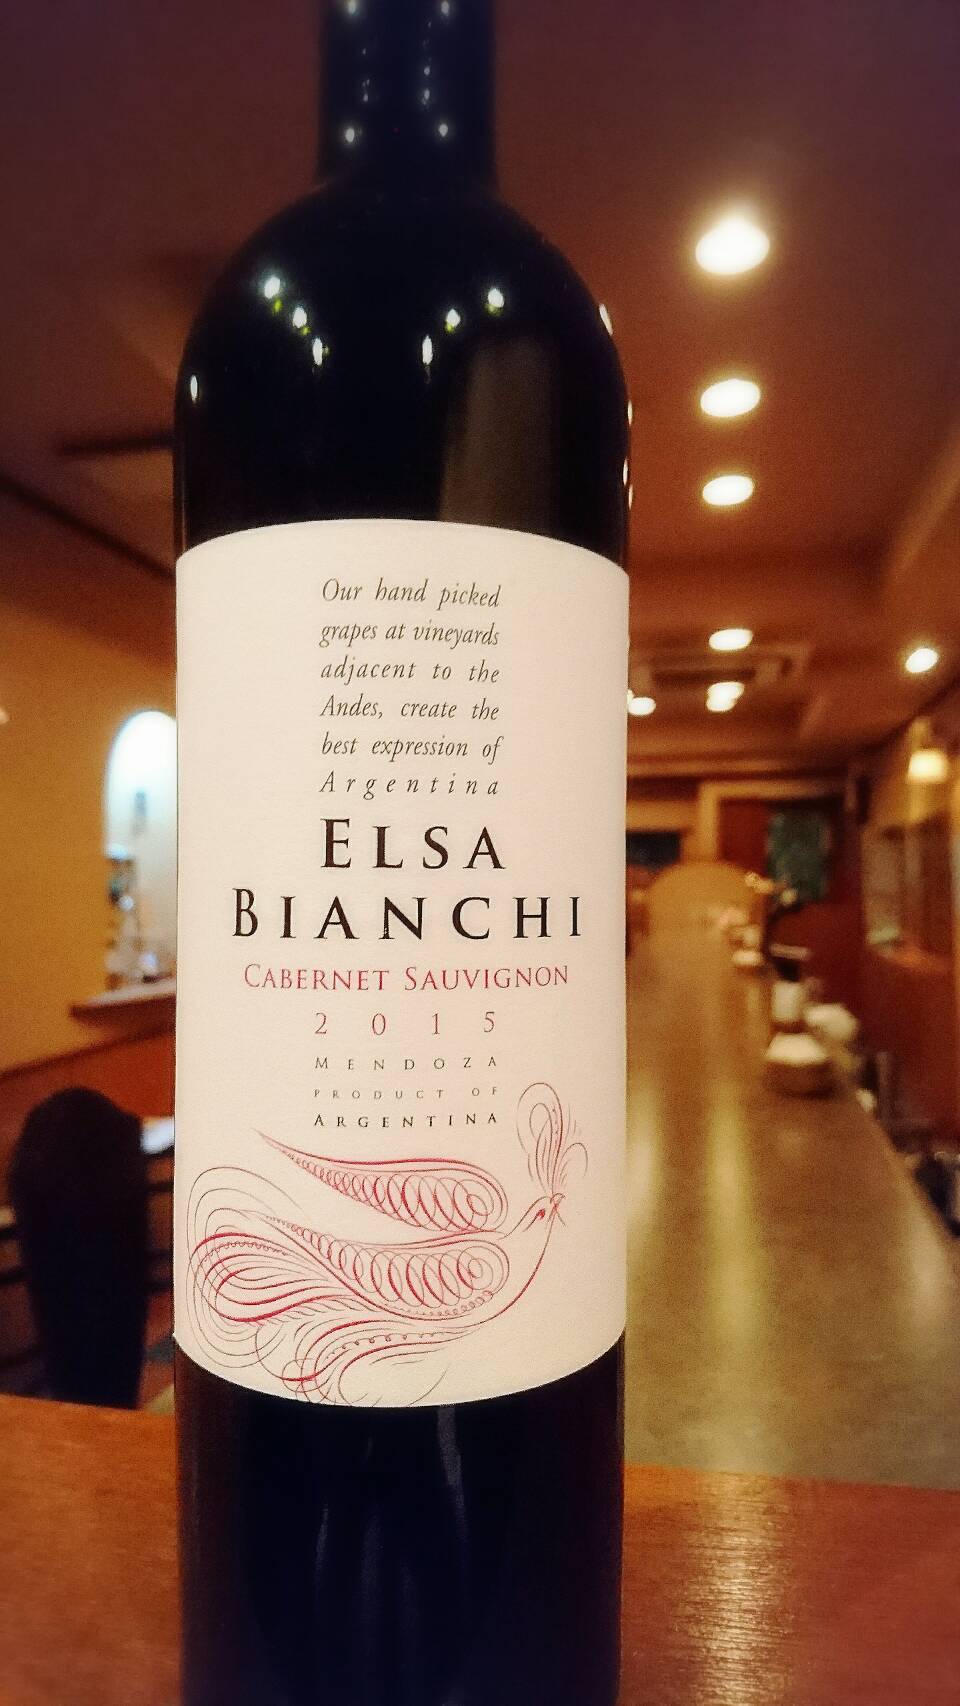 Our hand picked
grapes at vineyards
adjacent to the
Andes, create the
best expression of
Argentina
ELSA
BIANCHI
CABERNET SAUVIGNON
2015
MENDOZA
PRODUCT OF
ARGENTINA